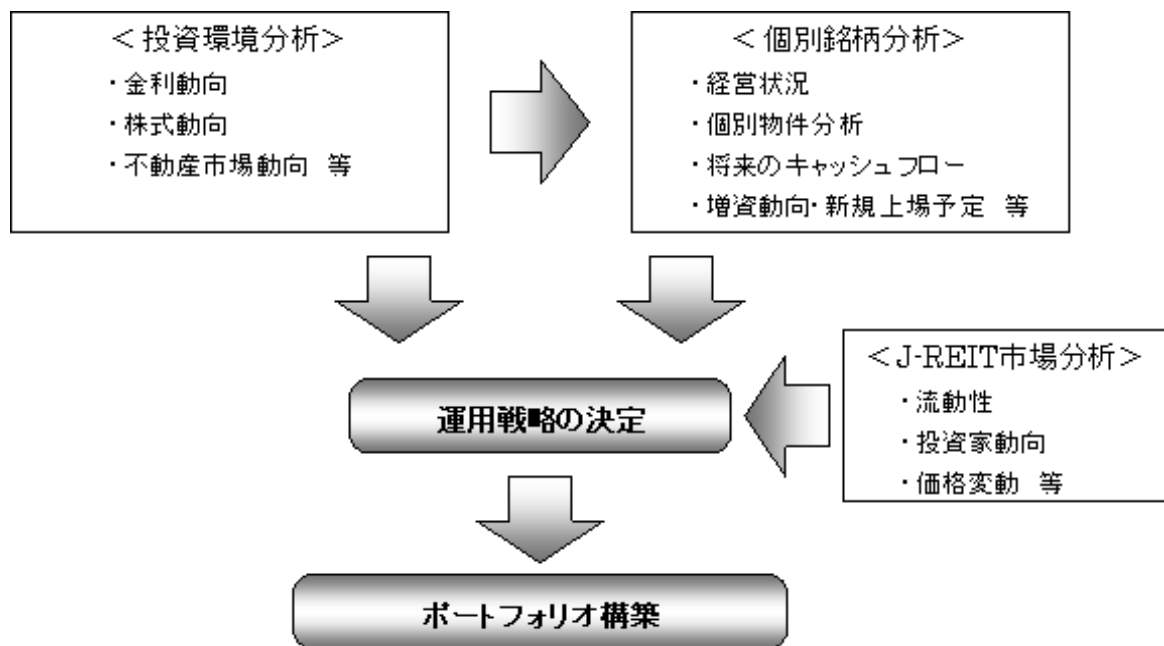 ＜投資環境分析＞
・金利動向
・株式動向
・不動産市場動向　等
＜個別銘柄分析＞
・経営状況
・個別物件分析
・将来のキャッシュフロー
・増資動向・新規上場予定　等
＜J-REIT市場分析＞
・流動性
・投資家動向
・価格変動　等
運用戦略の決定
ポートフォリオ構築